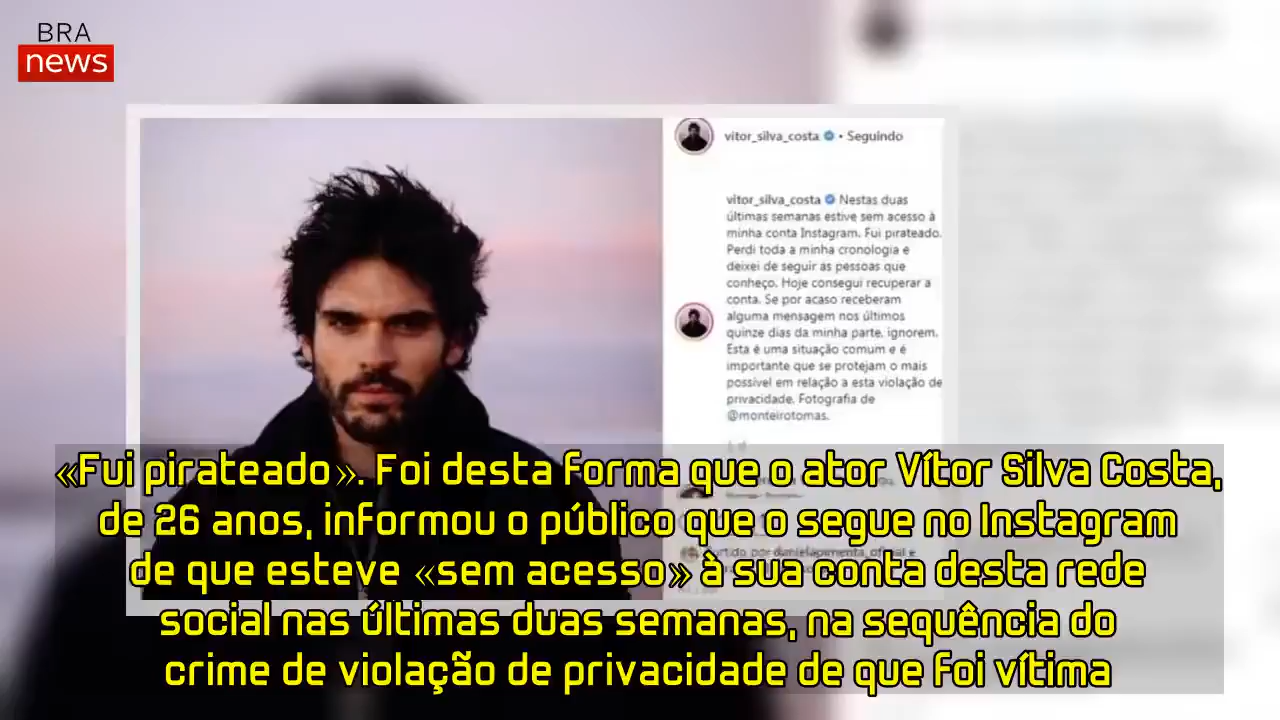 BRA
news
vitor_silva_costa • Seguindo
vitor_silva_costa Nestas duas
últimas semanas estive sem acesso à
minha conta Instagram. Fui pirateado.
Perdi toda a minha cronologia e
deixei de seguir as pessoas que
conheço. Hoje consegui recuperar a
conta. Se por acaso receberam
alguma mensagem nos últimos
quinze dias da minha parte, ignorem.
Esta é uma situação comum e é
importante que se protejam o mais
possível em relação a esta violação de
privacidade. Fotografia de
@monteirotomas.
«Fui pirateado». Foi desta forma que o ator Vítor Silva Costa,
de 26 anos, informou o público que o segue no Instagram
de que esteve «sem acesso» à sua conta desta rede
social nas últimas duas semanas, na sequência do
crime de violação de privacidade de que foi vítima